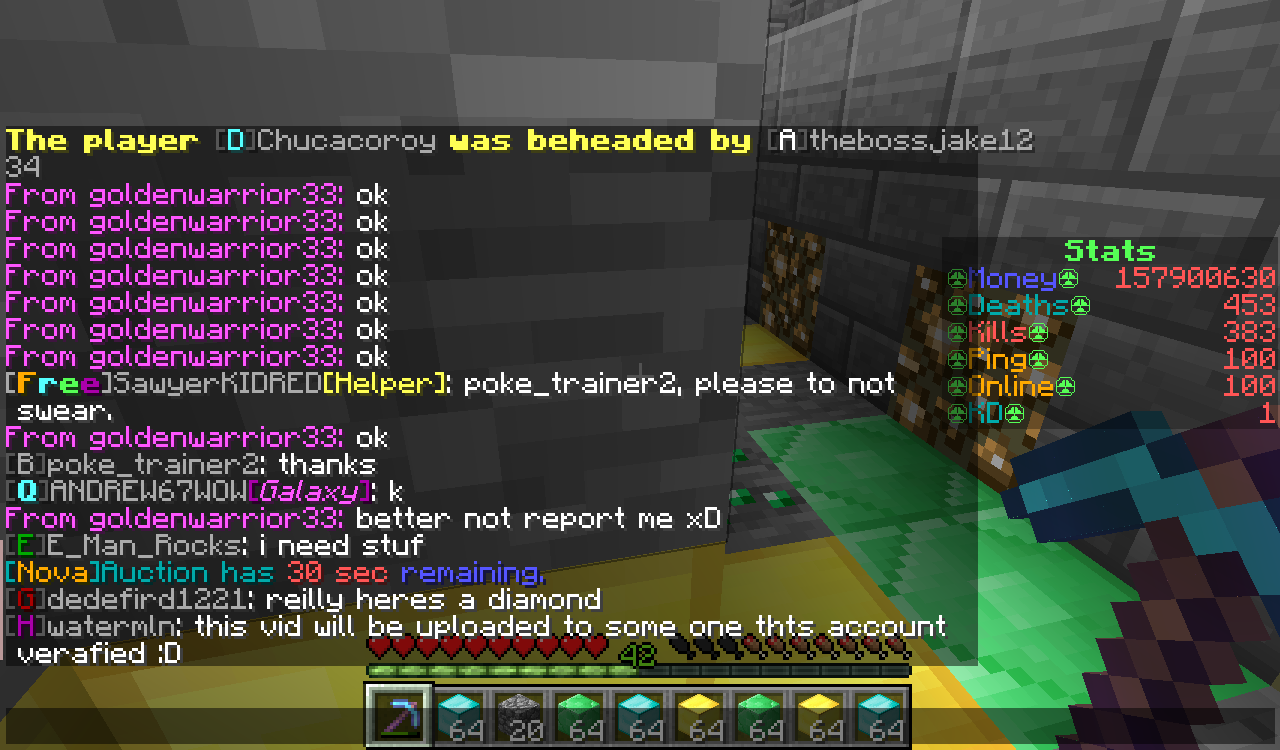 The player [D]Chucacoroy was beheaded by [A]theboss.jake12
34
From goldenwarrior33: ok
From goldenwarrior33: ok
From goldenwarrior33: ok
From goldenwarrior33: ok
From goldenwarrior33: ok
From goldenwarrior33: ok
From goldenwarrior33: ok
[Free]SawyerKIDRED[Helper]: poke_trainer2, please to not
swear.
From goldenwarrior33: ok
[B]poke_trainer2: thanks
[Q]ANDREW67WOW[Galaxy]: k
From goldenwarrior33: better not report me xD
[E]E_Man_Rocks: i need stuf
[Nova]Auction has 30 sec remaining.
[G]dedefird1221: reilly heres a diamond
[H]watermln: this vid will be uploaded to some one thts account
verafied :D
Stats
Money 157900630
Deaths 453
Kills 383
Ping 100
Online 100
KD 1
48
64 20 64 64 64 64 64 64